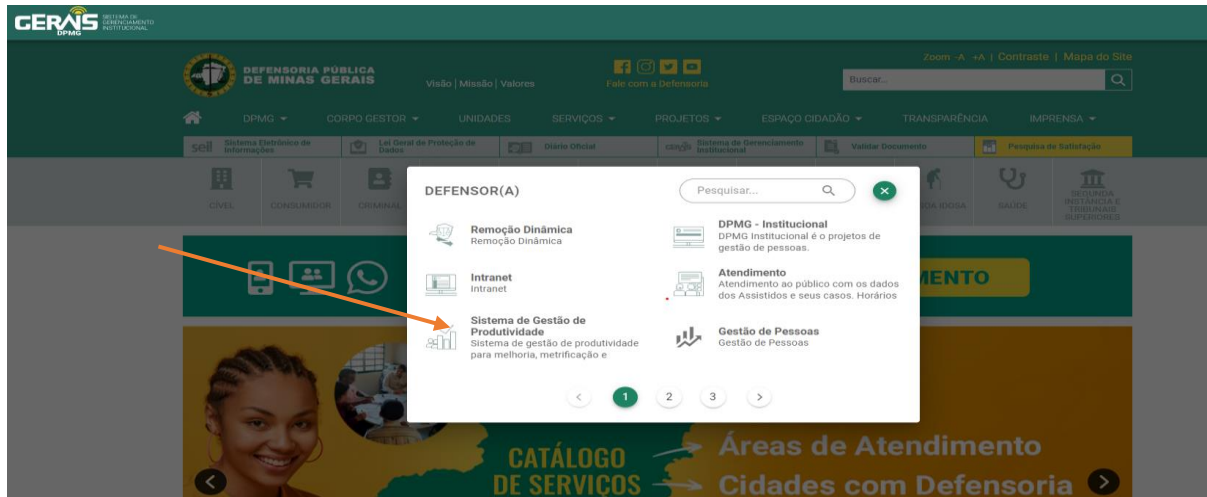 GERAIS
DPMG
SISTEMA DE
GERENCIAMENTO
INSTITUCIONAL
Zoom -A +A | Contraste | Mapa do Site
DEFENSORIA PÚBLICA
DE MINAS GERAIS
Visão | Missão | Valores
Fale com a Defensoria
Buscar...
DPMG
CORPO GESTOR
UNIDADES
SERVIÇOS
PROJETOS
ESPAÇO CIDADÃO
TRANSPARÊNCIA
IMPRENSA
sei!
Sistema Eletrônico de
Informações
Lei Geral de Proteção de
Dados
Diário Oficial
Sistema de Gerenciamento
Institucional
Validar Documento
Pesquisa de Satisfação
CÍVEL
CONSUMIDOR
CRIMINAL
IDOSA
SAÚDE
SEGUNDA
INSTÂNCIA E
TRIBUNAIS
SUPERIORES
DEFENSOR(A)
Pesquisar...
Remoção Dinâmica
Remoção Dinâmica
DPMG - Institucional
DPMG Institucional é o projetos de
gestão de pessoas.
Intranet
Intranet
Atendimento
Atendimento ao público com os dados
dos Assistidos e seus casos. Horários
Sistema de Gestão de
Produtividade
Sistema de gestão de produtividade
para melhoria, metrificação e
Gestão de Pessoas
Gestão de Pessoas
< 1 2 3 >
MENTO
CATÁLOGO
DE SERVIÇOS
Áreas de Atendimento
Cidades com Defensoria